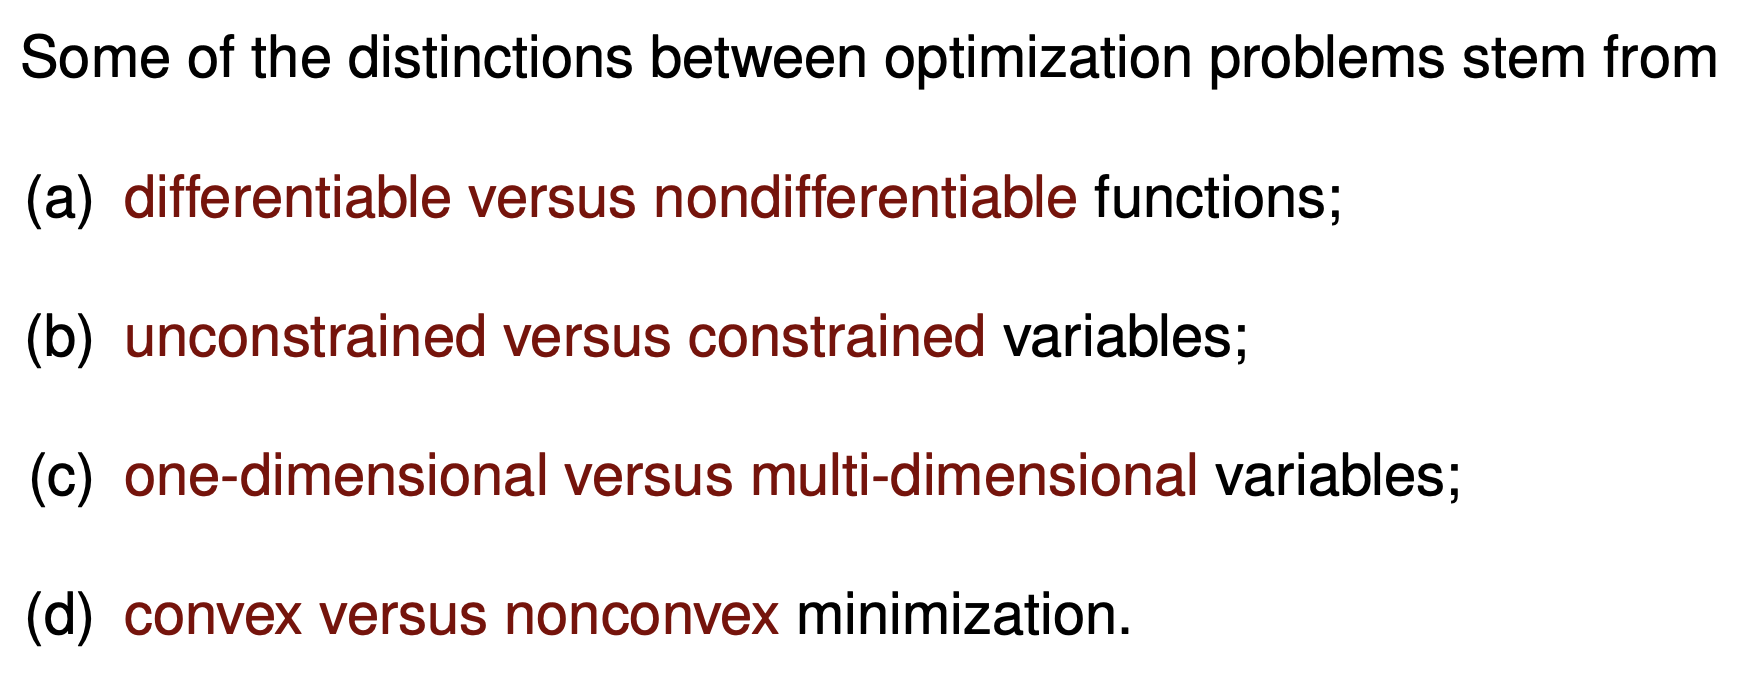 Some of the distinctions between optimization problems stem from
(a) differentiable versus nondifferentiable functions;
(b) unconstrained versus constrained variables;
(c) one-dimensional versus multi-dimensional variables;
(d) convex versus nonconvex minimization.